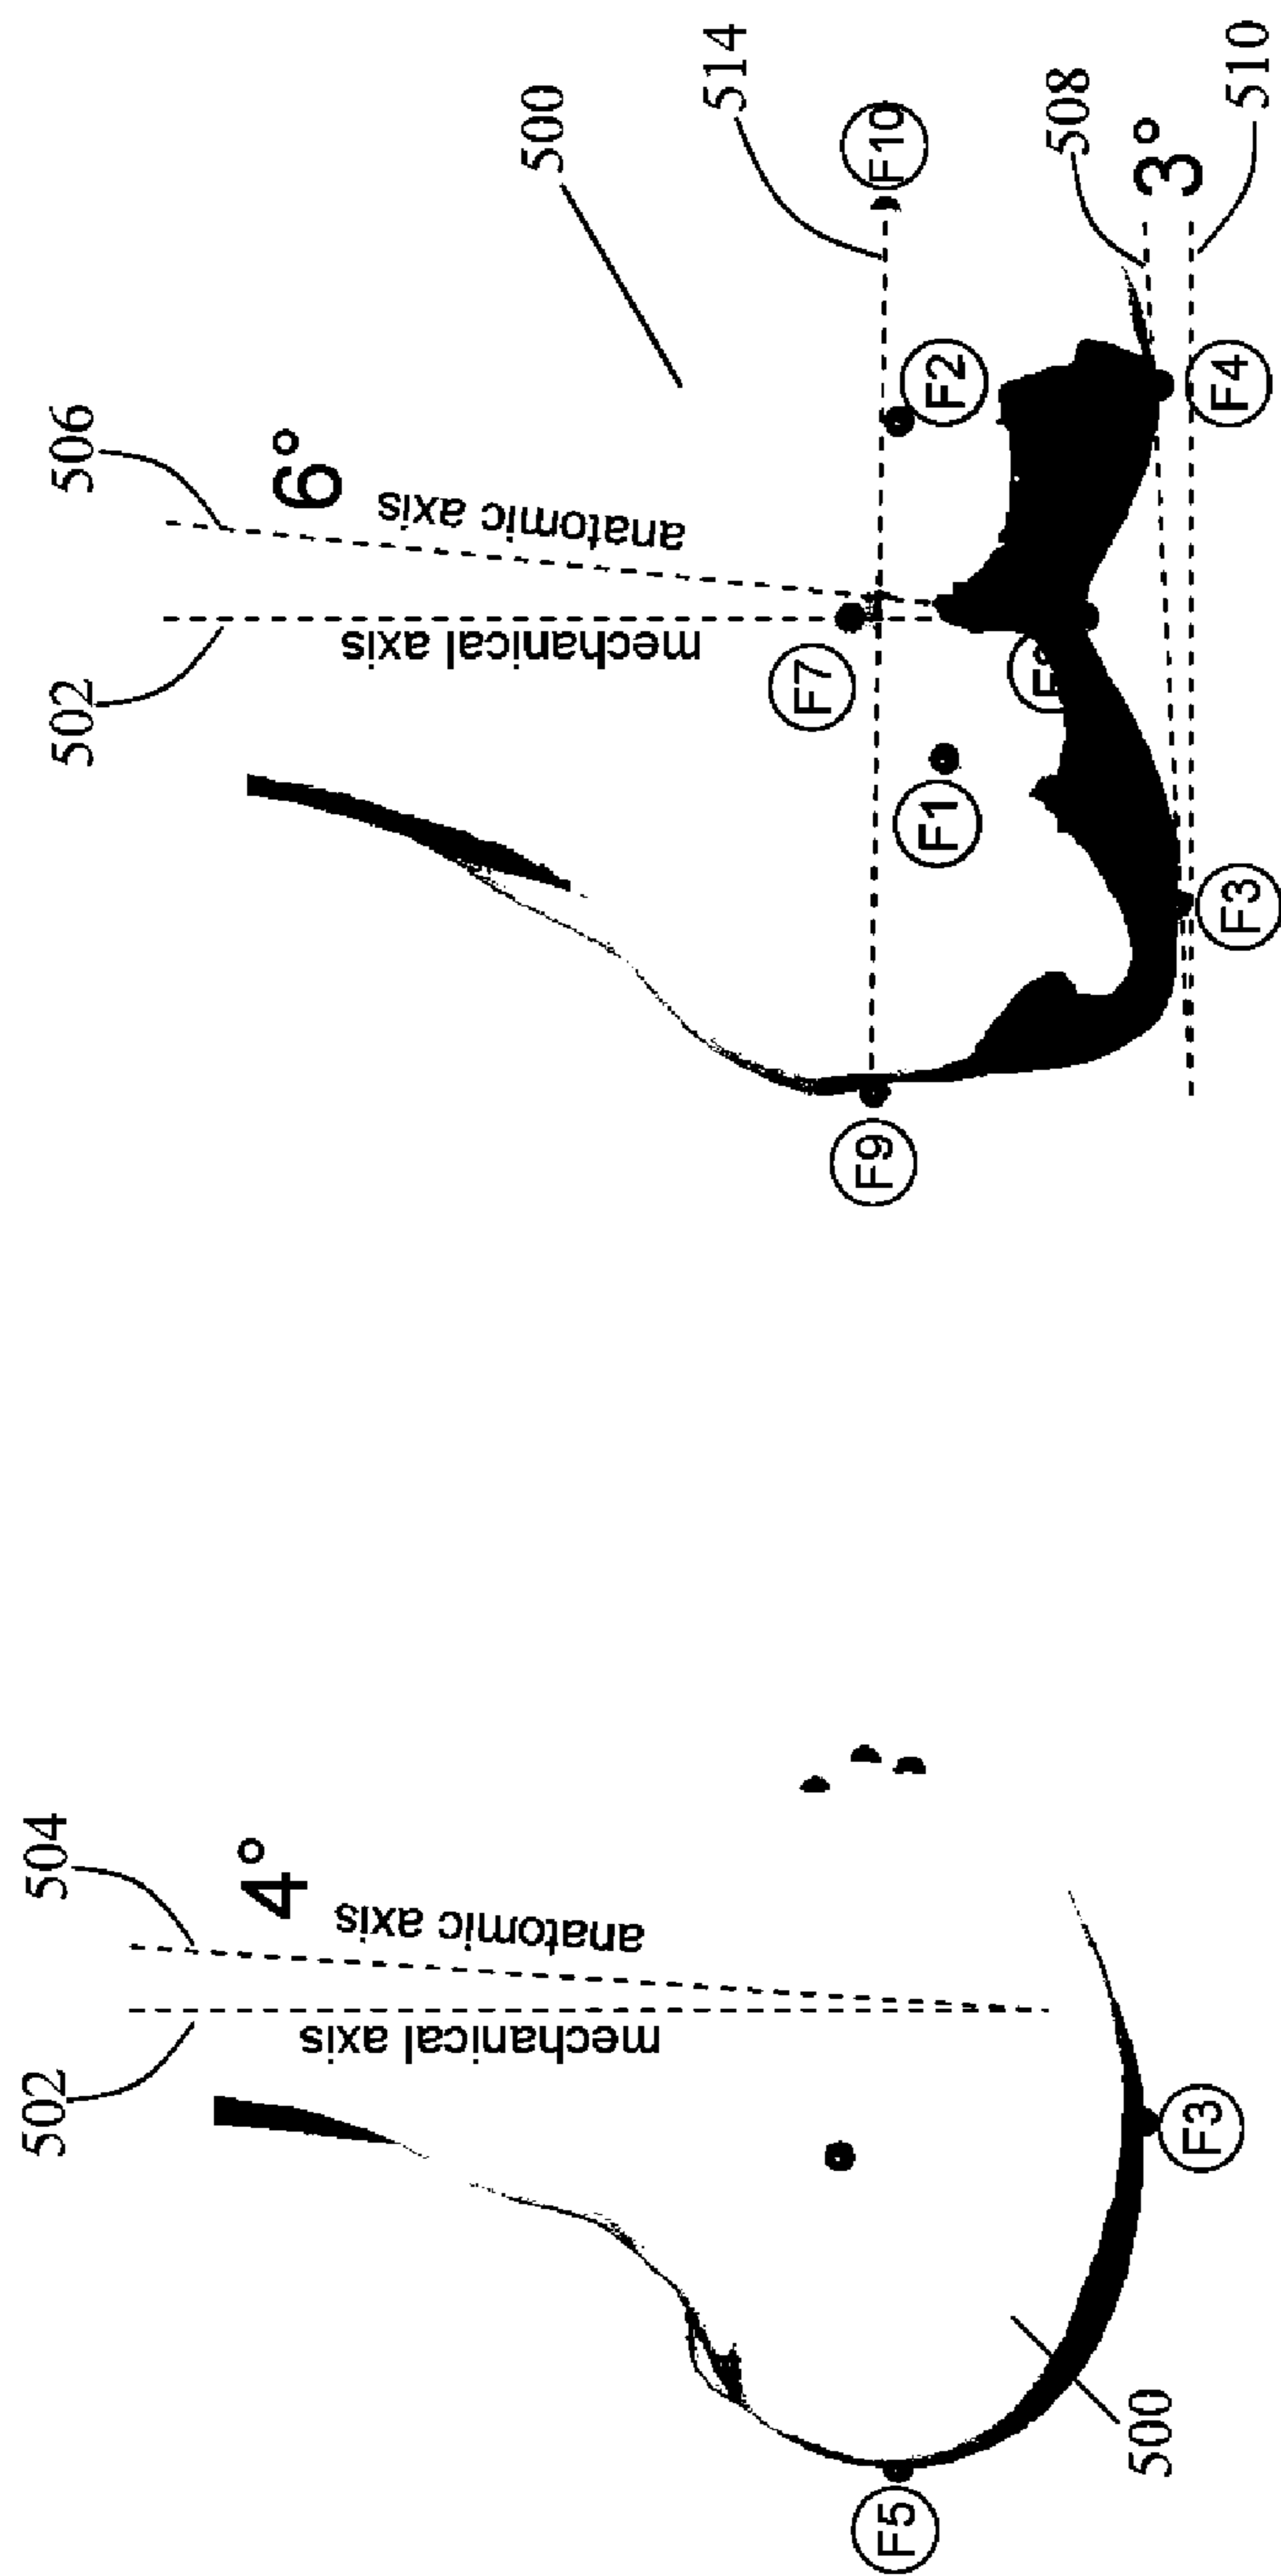 504
502
4°
anatomic axis
mechanical axis
F5
500
F3
506
502
6°
anatomic axis
mechanical axis
500
514
F10
F7
F9
F2
F1
508
3°
F4
F3
510